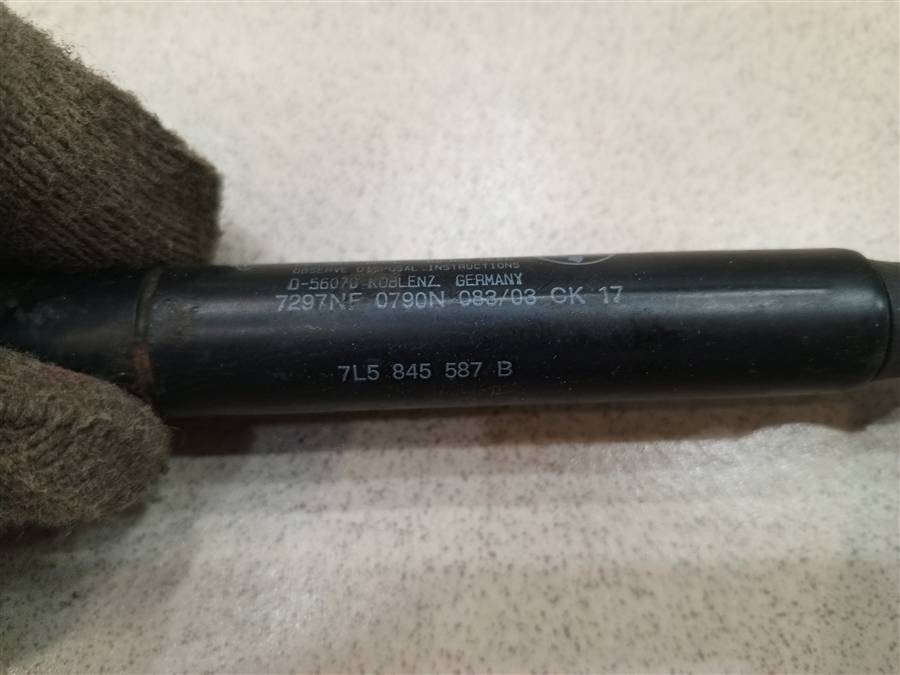 OBSERVE DISPOSAL INSTRUCTIONS
D-56070 KOBLENZ GERMANY
7297NF 0790N 083/03 CK 17
7L5 845 587 B